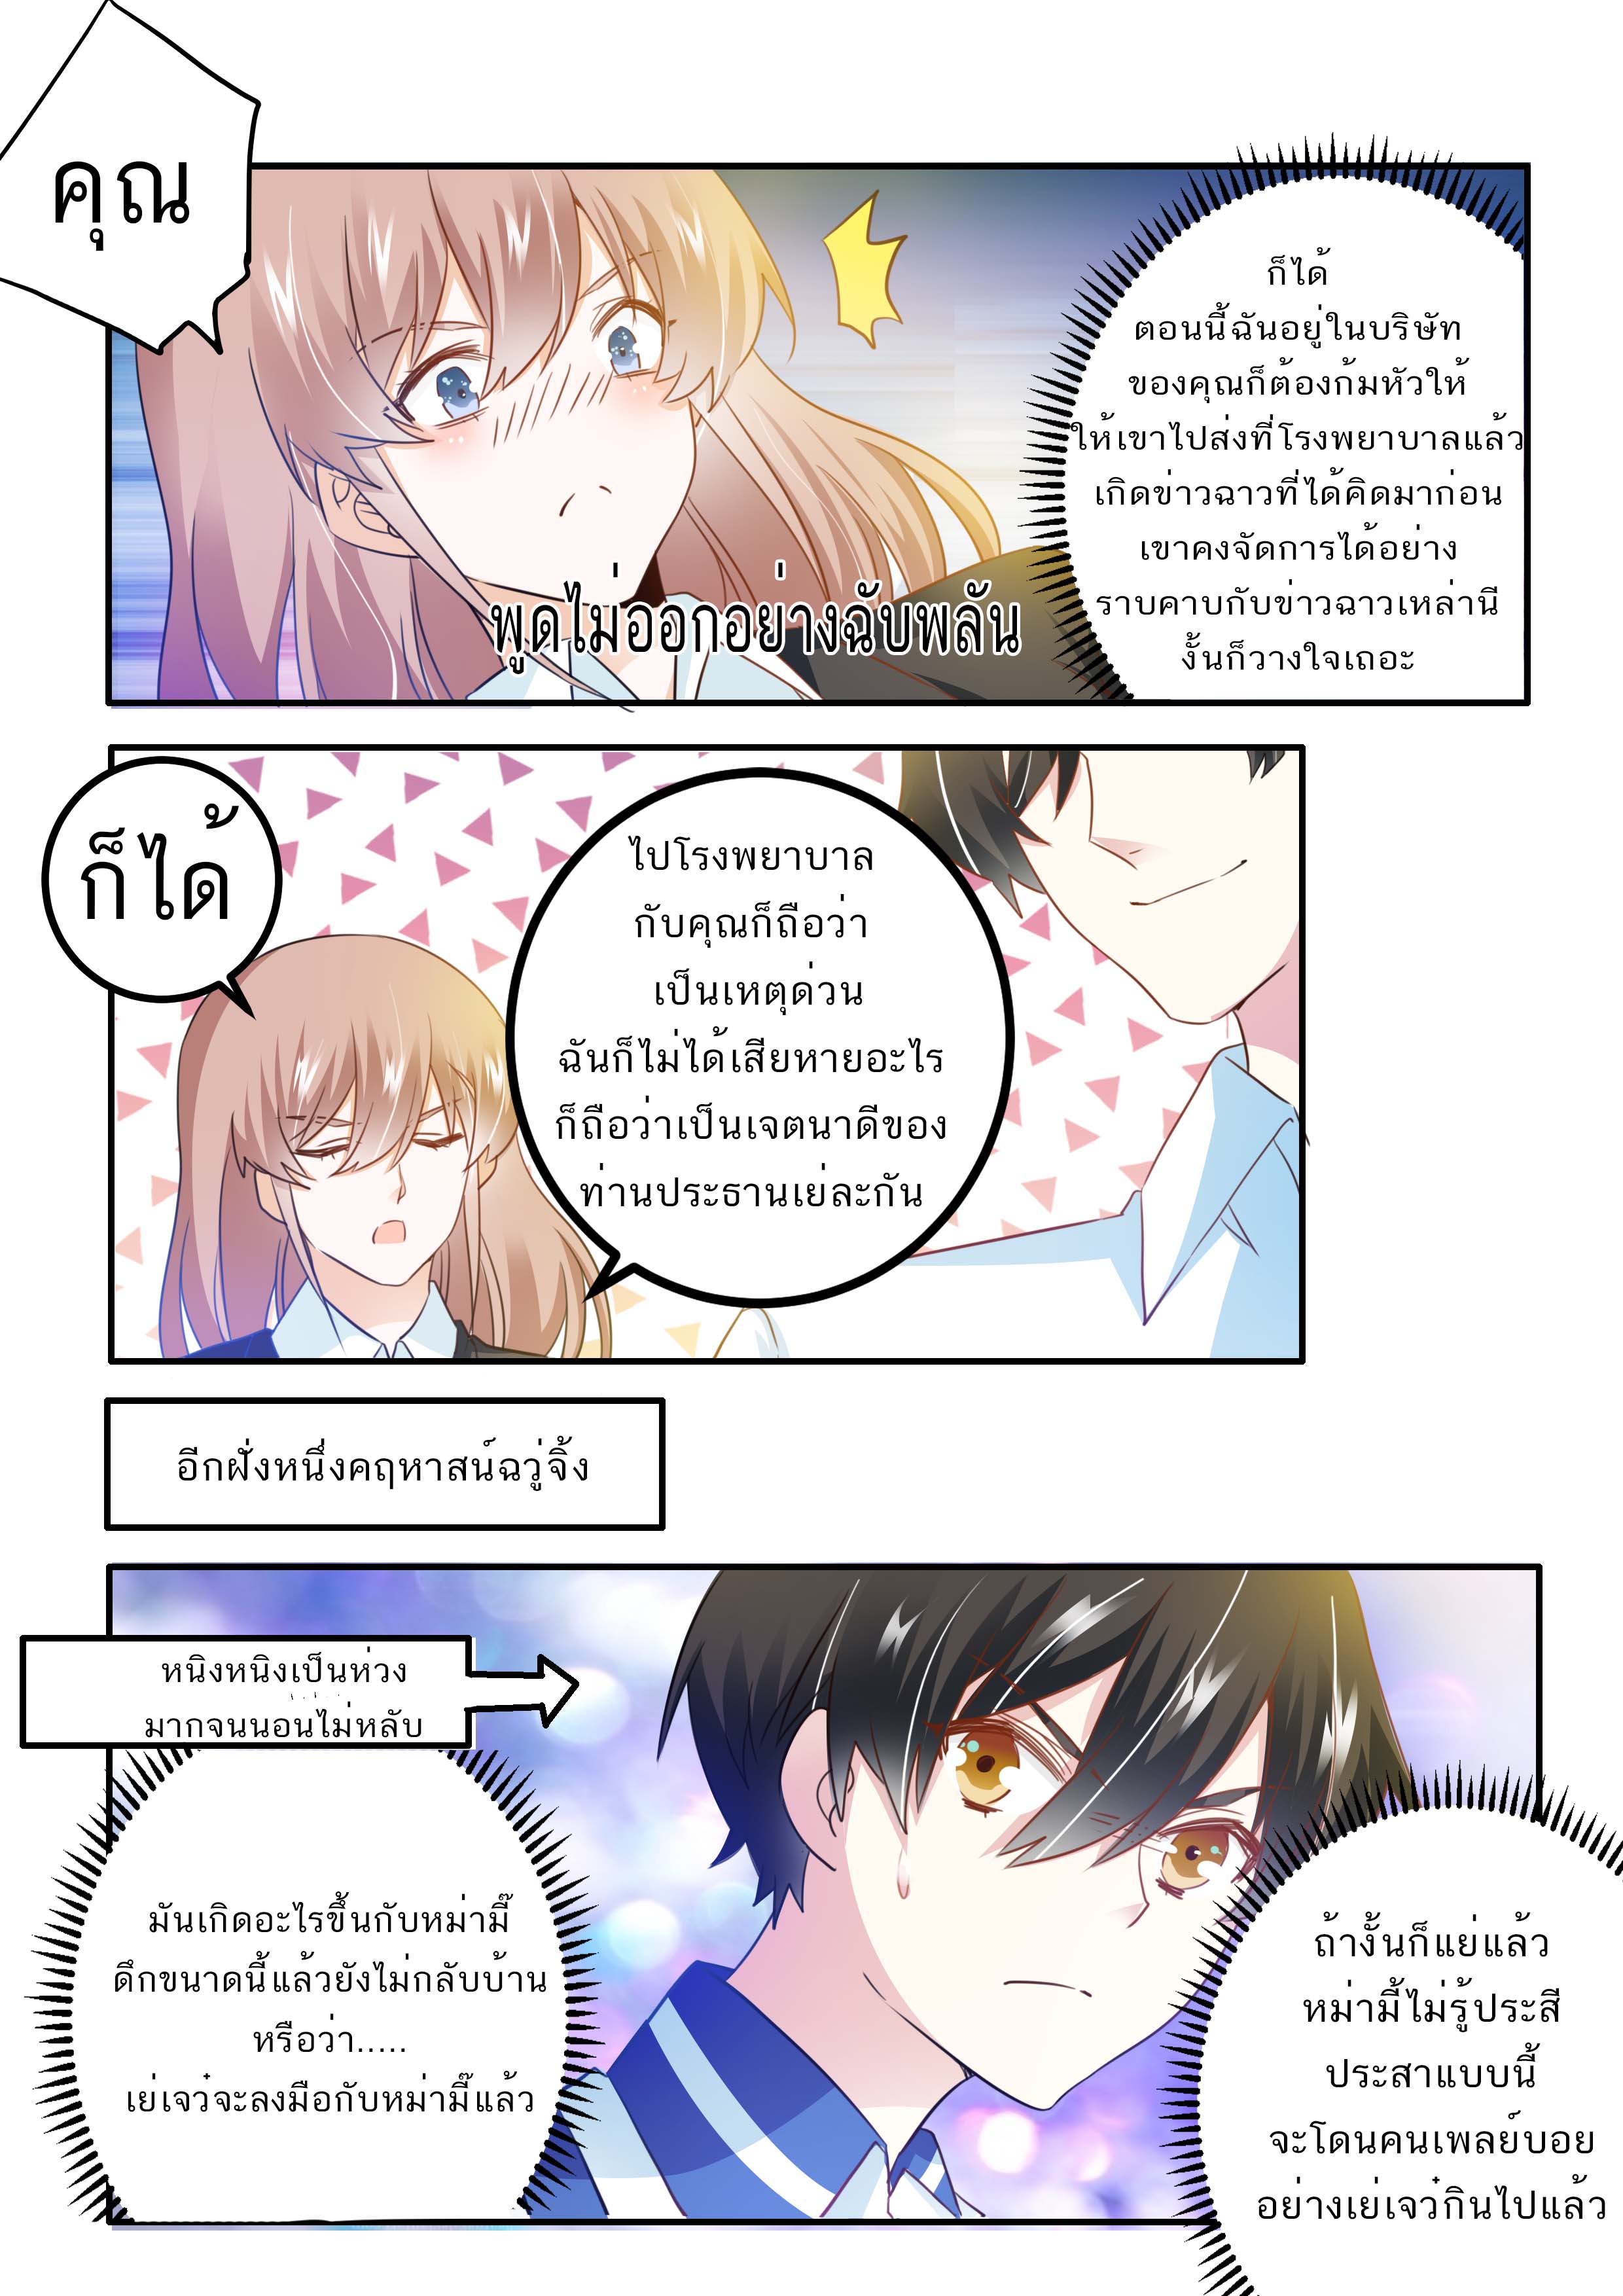 คุณ
ก็ได้
ตอนนี้ฉันอยู่ในบริษัท
ของคุณก็ต้องก้มหัวให้
ให้เขาไปส่งที่โรงพยาบาลแล้ว
เกิดข่าวฉาวที่ได้คิดมาก่อน
เขาคงจัดการได้อย่าง
ราบคาบกับข่าวฉาวเหล่านี
งั้นก็วางใจเถอะ
พูดไม่ออกอย่างฉับพลัน
ก็ได้
ไปโรงพยาบาล
กับคุณก็ถือว่า
เป็นเหตุด่วน
ฉันก็ไม่ได้เสียหายอะไร
ก็ถือว่าเป็นเจตนาดีของ
ท่านประธานเย่ละกัน
อีกฝั่งหนึ่งคฤหาสน์ฉวู่จิ้ง
หนิงหนิงเป็นห่วง
มากจนนอนไม่หลับ
มันเกิดอะไรขึ้นกับหม่ามี๊
ดึกขนาดนี้แล้วยังไม่กลับบ้าน
หรือว่า.....
เย่เจว๋จะลงมือกับหม่ามี๊แล้ว
ถ้างั้นก็แย่แล้ว
หม่ามี้ไม่รู้ประสี
ประสาแบบนี้
จะโดนคนเพลย์บอย
อย่างเย่เจว๋กินไปแล้ว